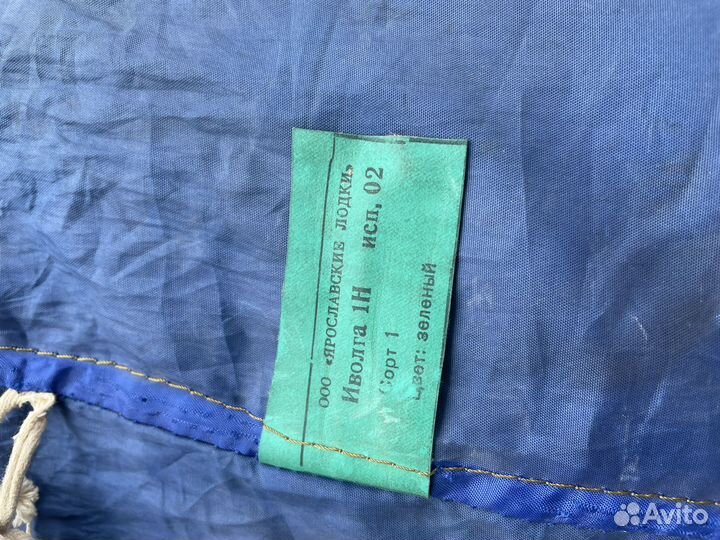 ООО «ЯРОСЛАВСКИЕ ЛОДКИ»
Иволга 1Н исп. 02
Сорт 1
Цвет: зеленый
Avito